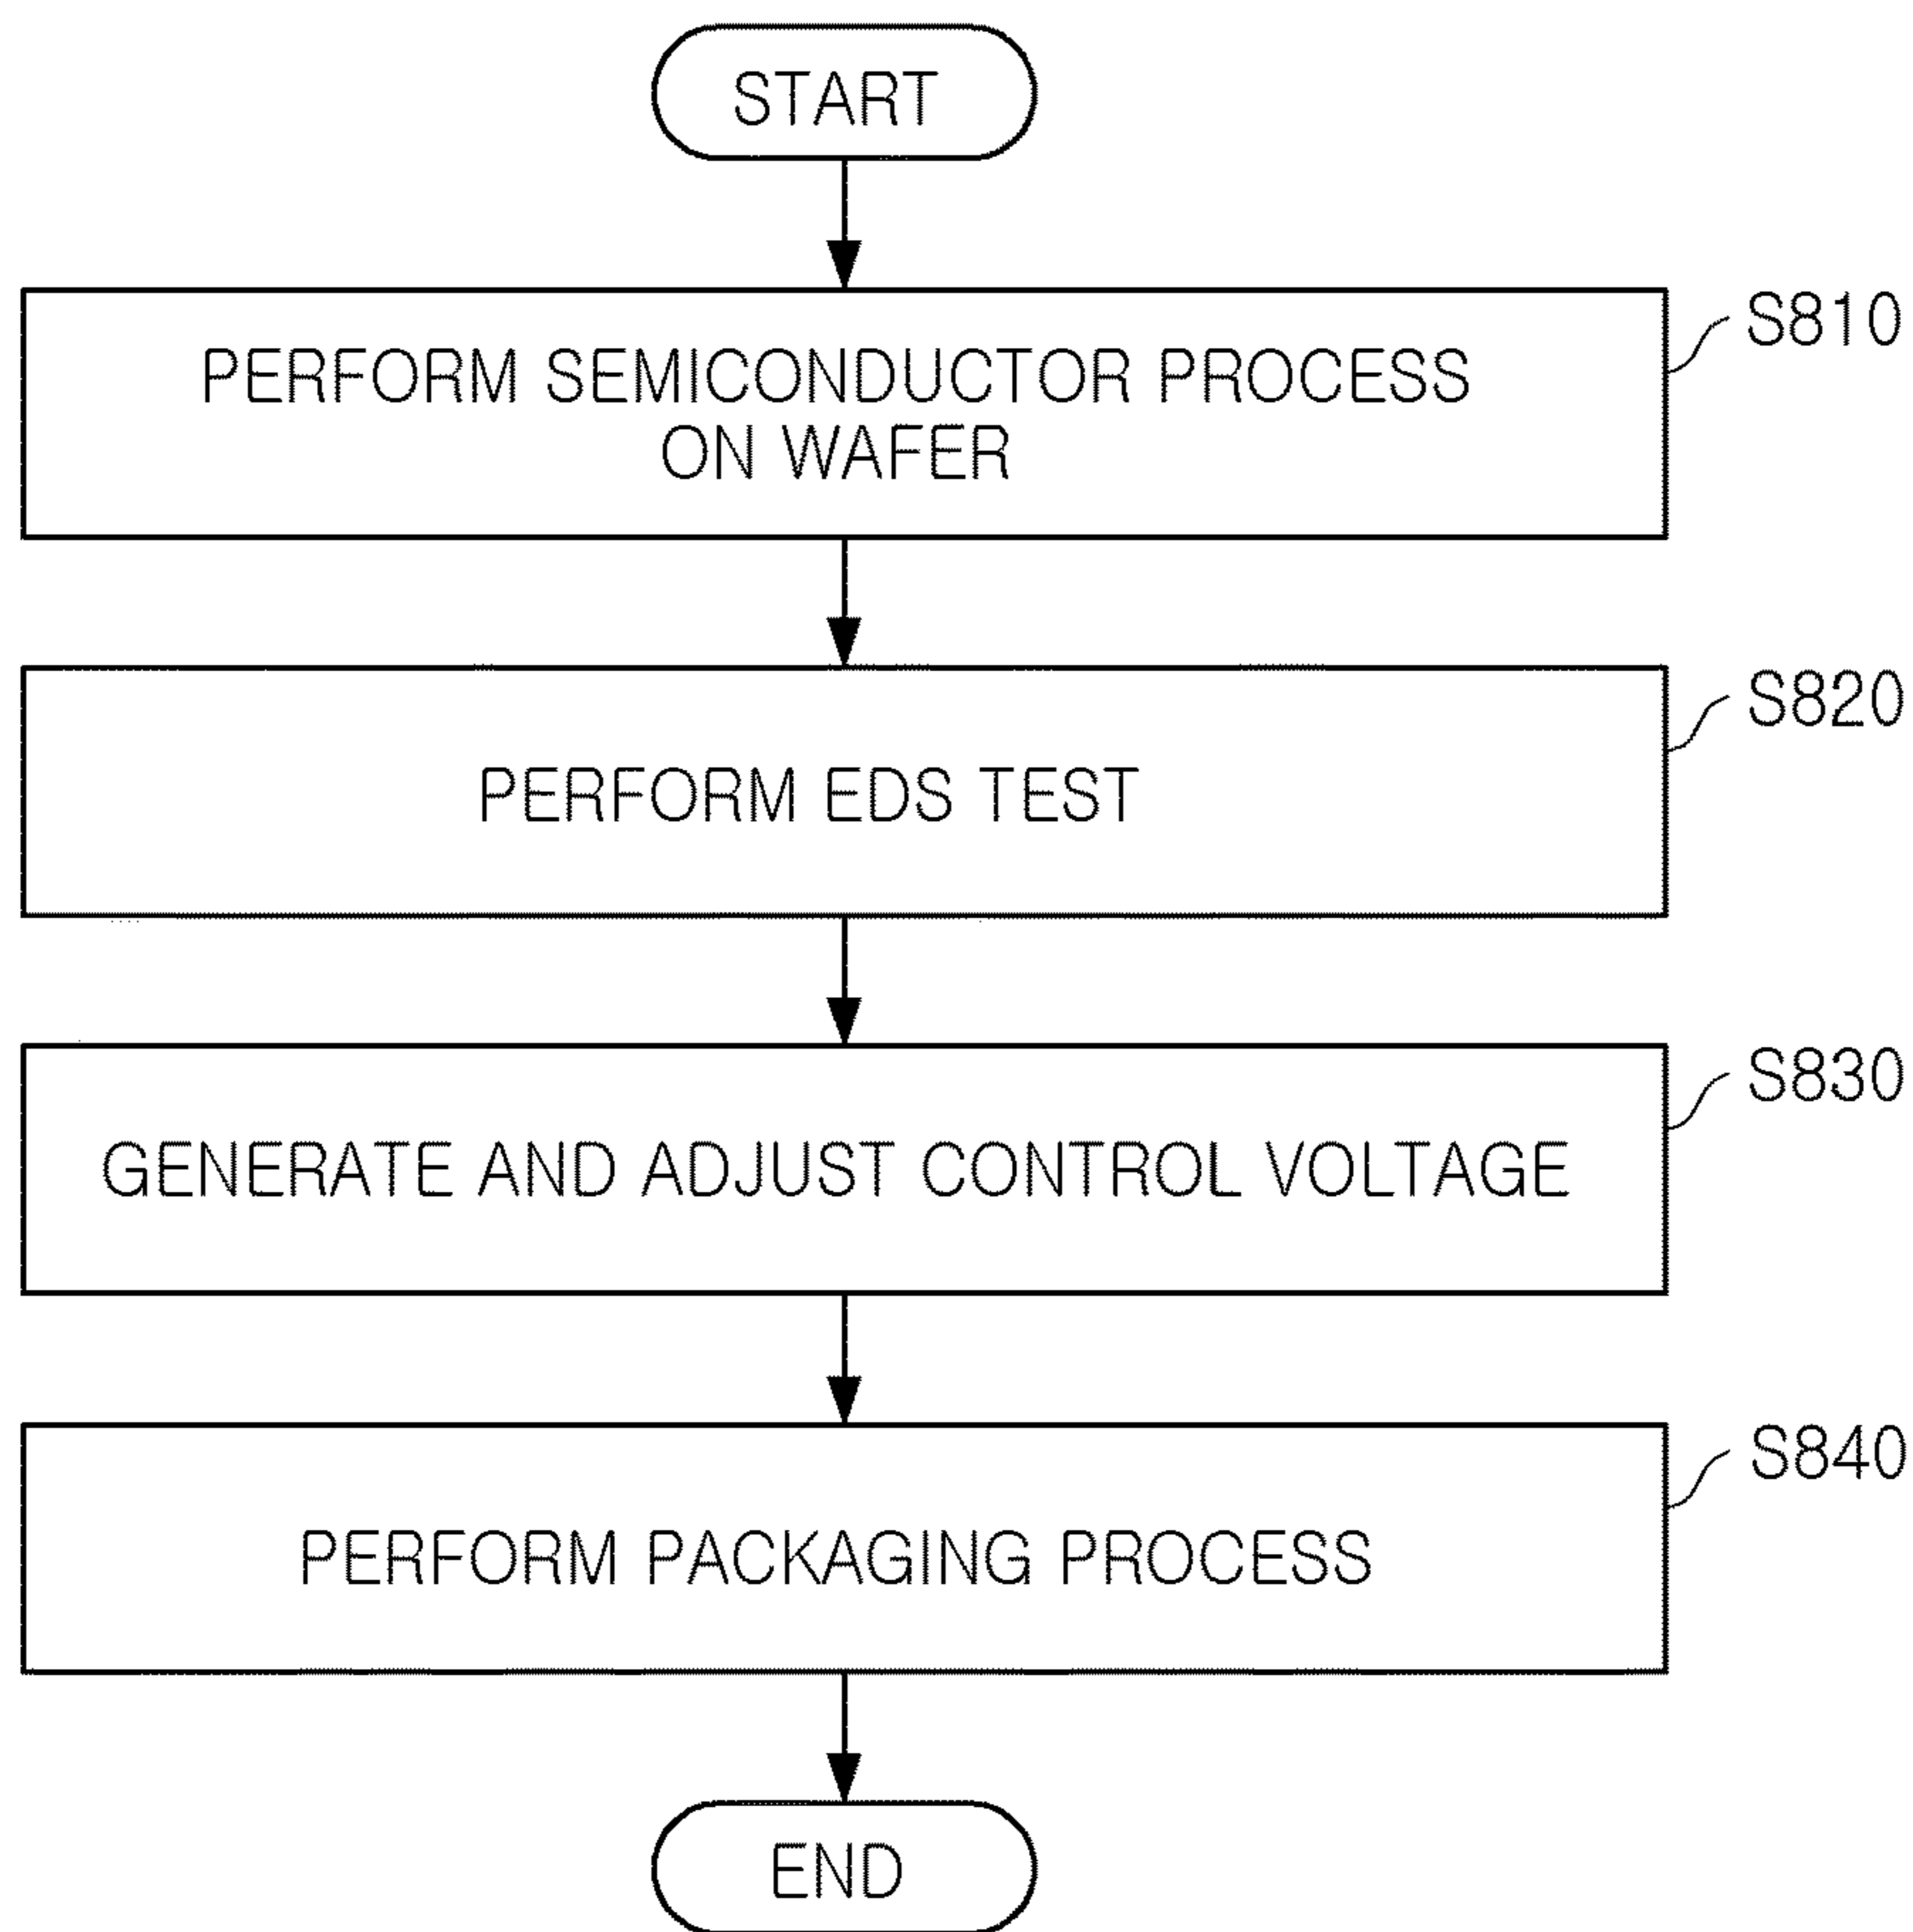 START
S810
PERFORM SEMICONDUCTOR PROCESS
ON WAFER
S820
PERFORM EDS TEST
S830
GENERATE AND ADJUST CONTROL VOLTAGE
S840
PERFORM PACKAGING PROCESS
END